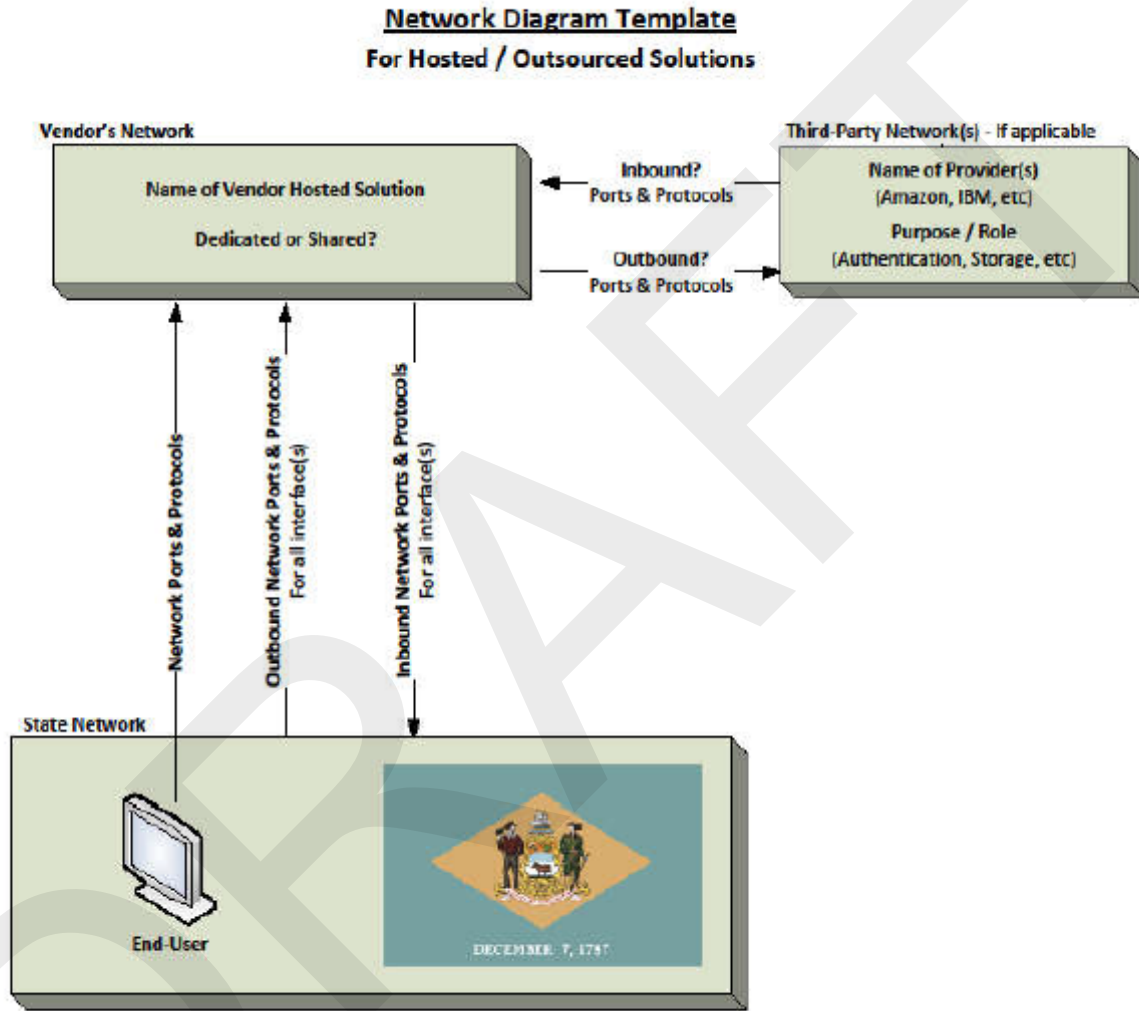 Network Diagram Template
For Hosted / Outsourced Solutions
Vendor's Network
Name of Vendor Hosted Solution
Dedicated or Shared?
Inbound?
Ports & Protocols
Outbound?
Ports & Protocols
Third-Party Network(s) - If applicable
Name of Provider(s)
(Amazon, IBM, etc)
Purpose / Role
(Authentication, Storage, etc)
Network Ports & Protocols
Outbound Network Ports & Protocols
For all interface(s)
Inbound Network Ports & Protocols
For all interface(s)
State Network
End-User
DECEMBER 7, 1787
DRAFT